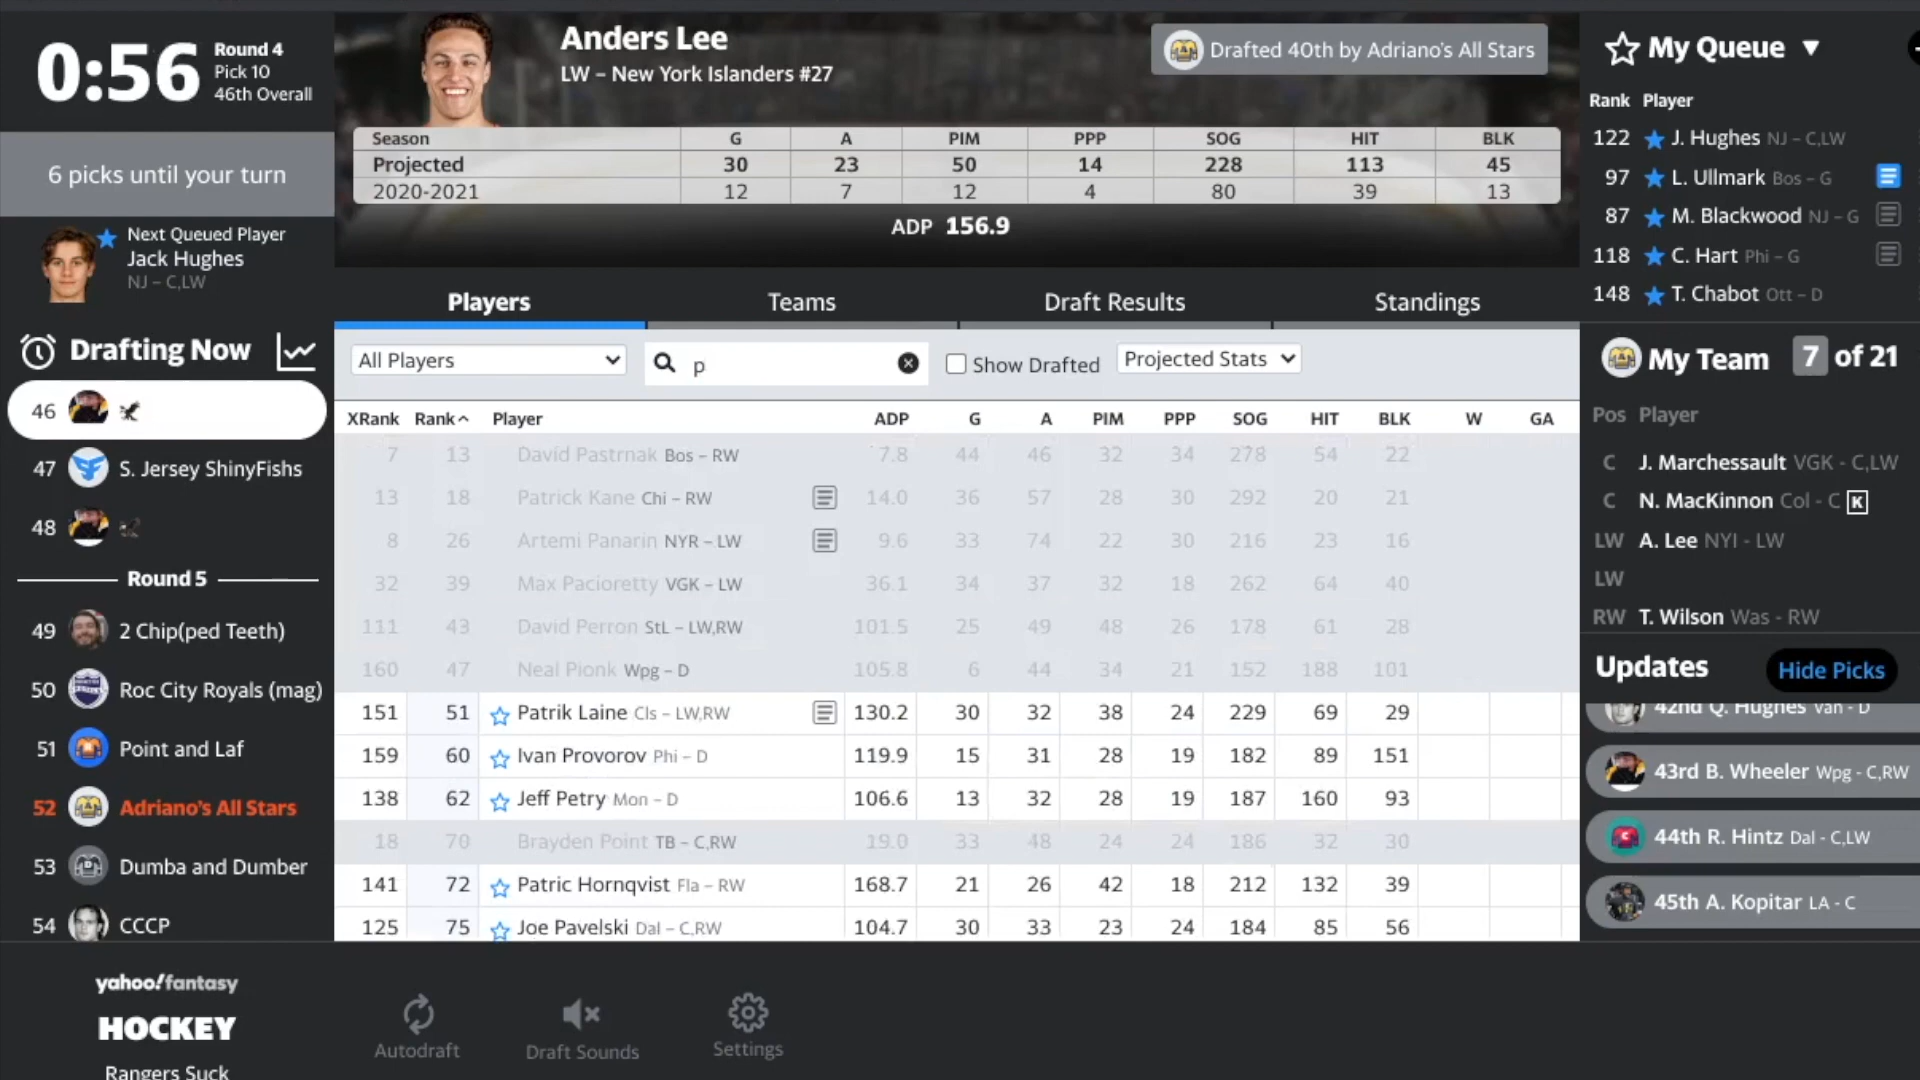 0:56
Round 4
Pick 10
46th Overall
6 picks until your turn
Next Queued Player
Jack Hughes
NJ – C,LW
Drafting Now
46
47 S. Jersey ShinyFishs
48
Round 5
49 2 Chip(ped Teeth)
50 Roc City Royals (mag)
51 Point and Laf
52 Adriano's All Stars
53 Dumba and Dumber
54 CCCP
yahoo!fantasy
HOCKEY
Rangers Suck
Anders Lee
LW – New York Islanders #27
Drafted 40th by Adriano's All Stars
Season G A PIM PPP SOG HIT BLK
Projected 30 23 50 14 228 113 45
2020-2021 12 7 12 4 80 39 13
ADP 156.9
Players Teams Draft Results Standings
All Players p Show Drafted Projected Stats
XRank Rank Player ADP G A PIM PPP SOG HIT BLK W GA
7 13 David Pastrnak Bos – RW 7.8 44 46 32 34 278 54 22
13 18 Patrick Kane Chi – RW 14.0 36 57 28 30 292 20 21
8 26 Artemi Panarin NYR – LW 9.6 33 74 22 30 216 23 16
32 39 Max Pacioretty VGK – LW 36.1 34 37 32 18 262 64 40
111 43 David Perron StL – LW,RW 101.5 25 49 48 26 178 61 28
160 47 Neal Pionk Wpg – D 105.8 6 44 34 21 152 188 101
151 51 Patrik Laine Cls – LW,RW 130.2 30 32 38 24 229 69 29
159 60 Ivan Provorov Phi – D 119.9 15 31 28 19 182 89 151
138 62 Jeff Petry Mon – D 106.6 13 32 28 19 187 160 93
18 70 Brayden Point TB – C,RW 19.0 33 48 24 24 186 32 30
141 72 Patric Hornqvist Fla – RW 168.7 21 26 42 18 212 132 39
125 75 Joe Pavelski Dal – C,RW 104.7 30 33 23 24 184 85 56
Autodraft Draft Sounds Settings
My Queue
Rank Player
122 J. Hughes NJ – C,LW
97 L. Ullmark Bos – G
87 M. Blackwood NJ – G
118 C. Hart Phi – G
148 T. Chabot Ott – D
My Team 7 of 21
Pos Player
C J. Marchessault VGK - C,LW
C N. MacKinnon Col - C K
LW A. Lee NYI - LW
LW
RW T. Wilson Was - RW
Updates Hide Picks
42nd Q. Hughes Van - D
43rd B. Wheeler Wpg - C,RW
44th R. Hintz Dal - C,LW
45th A. Kopitar LA - C